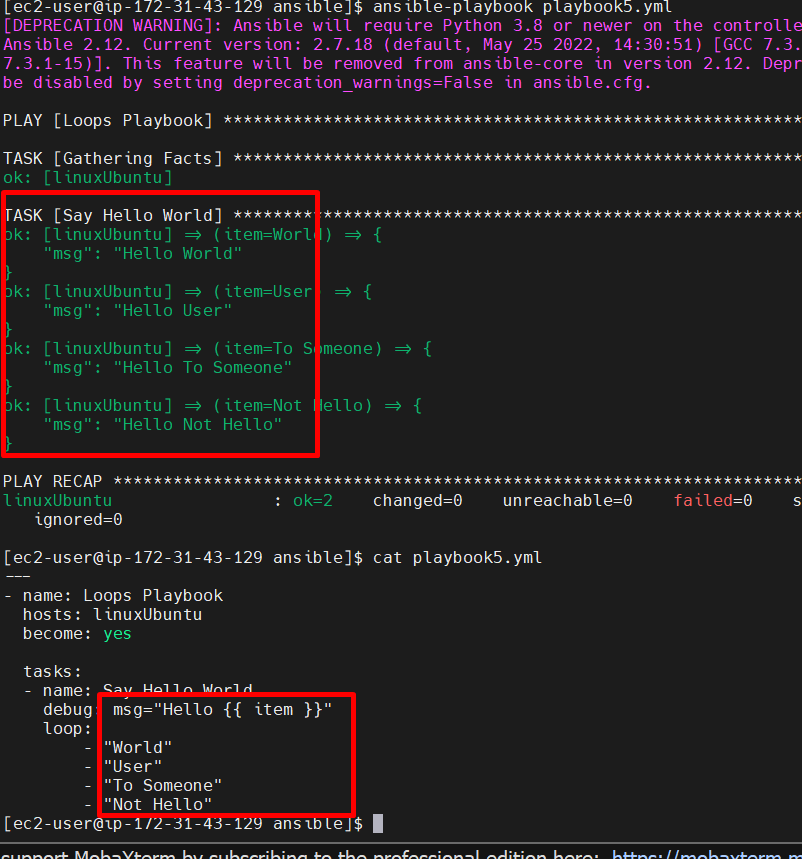 [ec2-user@ip-172-31-43-129 ansible]$ ansible-playbook playbook5.yml
[DEPRECATION WARNING]: Ansible will require Python 3.8 or newer on the controlle
Ansible 2.12. Current version: 2.7.18 (default, May 25 2022, 14:30:51) [GCC 7.3.
7.3.1-15)]. This feature will be removed from ansible-core in version 2.12. Depr
be disabled by setting deprecation_warnings=False in ansible.cfg.
PLAY [Loops Playbook] **********************************************************
TASK [Gathering Facts] *********************************************************
ok: [linuxUbuntu]
TASK [Say Hello World] *********************************************************
ok: [linuxUbuntu] => (item=World) => {
    "msg": "Hello World"
}
ok: [linuxUbuntu] => (item=User) => {
    "msg": "Hello User"
}
ok: [linuxUbuntu] => (item=To Someone) => {
    "msg": "Hello To Someone"
}
ok: [linuxUbuntu] => (item=Not Hello) => {
    "msg": "Hello Not Hello"
}
PLAY RECAP *********************************************************************
linuxUbuntu                : ok=2    changed=0    unreachable=0    failed=0    s
   ignored=0
[ec2-user@ip-172-31-43-129 ansible]$ cat playbook5.yml
---
- name: Loops Playbook
  hosts: linuxUbuntu
  become: yes
  tasks:
  - name: Say Hello World
    debug: msg="Hello {{ item }}"
    loop:
        - "World"
        - "User"
        - "To Someone"
        - "Not Hello"
[ec2-user@ip-172-31-43-129 ansible]$
support MobaXterm by subscribing to the professional edition here: https://mobaxterm.m